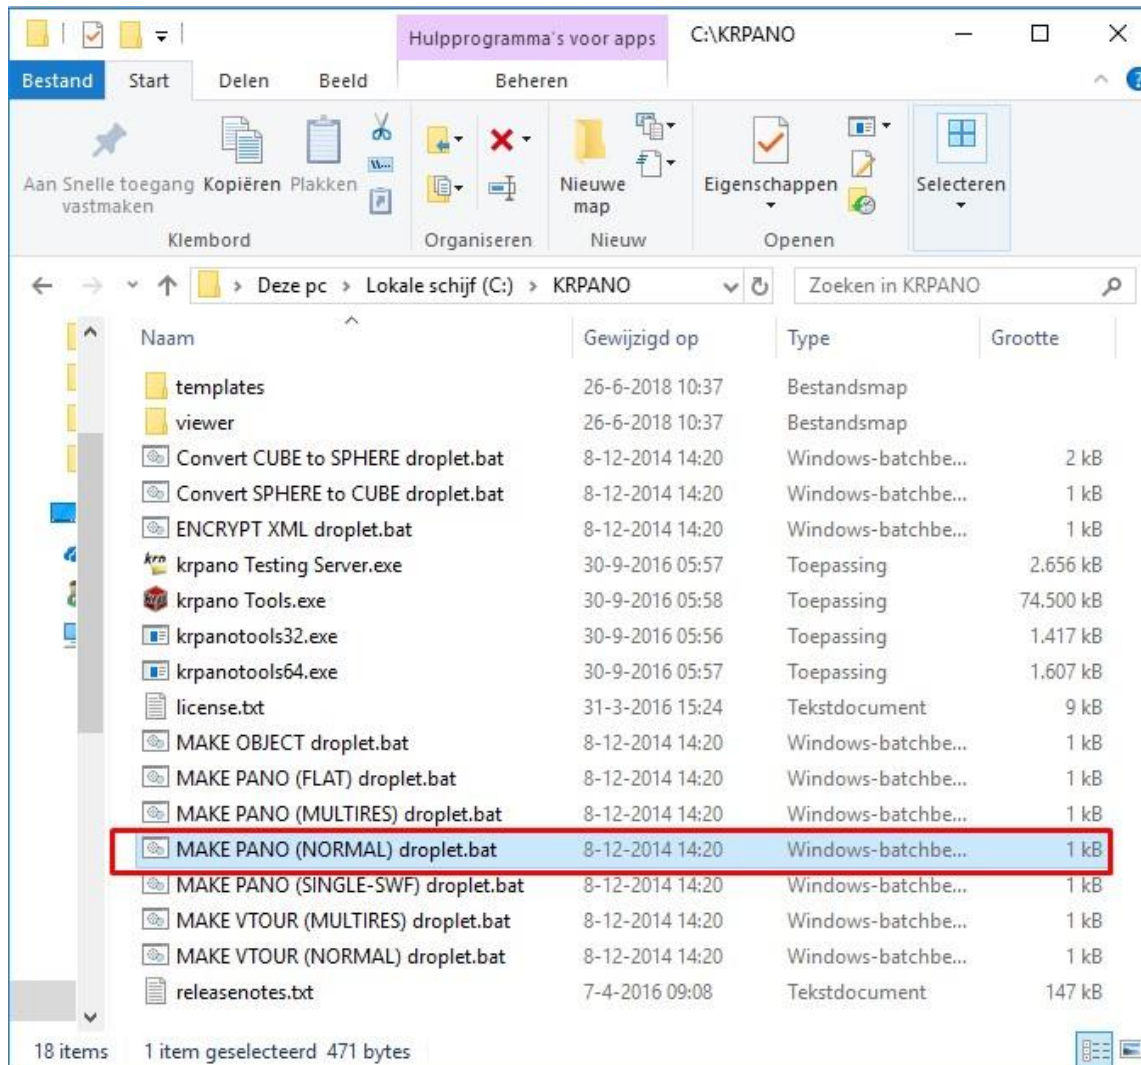 Hulpprogramma's voor apps C:\KRPANO
Bestand Start Delen Beeld Beheren
Aan Snelle toegang vastmaken Kopiëren Plakken Nieuwe map Eigenschappen Selecteren
Klembord Organiseren Nieuw Openen
Deze pc > Lokale schijf (C:) > KRPANO Zoeken in KRPANO
Naam Gewijzigd op Type Grootte
templates 26-6-2018 10:37 Bestandsmap
viewer 26-6-2018 10:37 Bestandsmap
Convert CUBE to SPHERE droplet.bat 8-12-2014 14:20 Windows-batchbe... 2 kB
Convert SPHERE to CUBE droplet.bat 8-12-2014 14:20 Windows-batchbe... 1 kB
ENCRYPT XML droplet.bat 8-12-2014 14:20 Windows-batchbe... 1 kB
krpano Testing Server.exe 30-9-2016 05:57 Toepassing 2.656 kB
krpano Tools.exe 30-9-2016 05:58 Toepassing 74.500 kB
krpanotools32.exe 30-9-2016 05:56 Toepassing 1.417 kB
krpanotools64.exe 30-9-2016 05:57 Toepassing 1.607 kB
license.txt 31-3-2016 15:24 Tekstdocument 9 kB
MAKE OBJECT droplet.bat 8-12-2014 14:20 Windows-batchbe... 1 kB
MAKE PANO (FLAT) droplet.bat 8-12-2014 14:20 Windows-batchbe... 1 kB
MAKE PANO (MULTIRES) droplet.bat 8-12-2014 14:20 Windows-batchbe... 1 kB
MAKE PANO (NORMAL) droplet.bat 8-12-2014 14:20 Windows-batchbe... 1 kB
MAKE PANO (SINGLE-SWF) droplet.bat 8-12-2014 14:20 Windows-batchbe... 1 kB
MAKE VTOUR (MULTIRES) droplet.bat 8-12-2014 14:20 Windows-batchbe... 1 kB
MAKE VTOUR (NORMAL) droplet.bat 8-12-2014 14:20 Windows-batchbe... 1 kB
releasenotes.txt 7-4-2016 09:08 Tekstdocument 147 kB
18 items 1 item geselecteerd 471 bytes